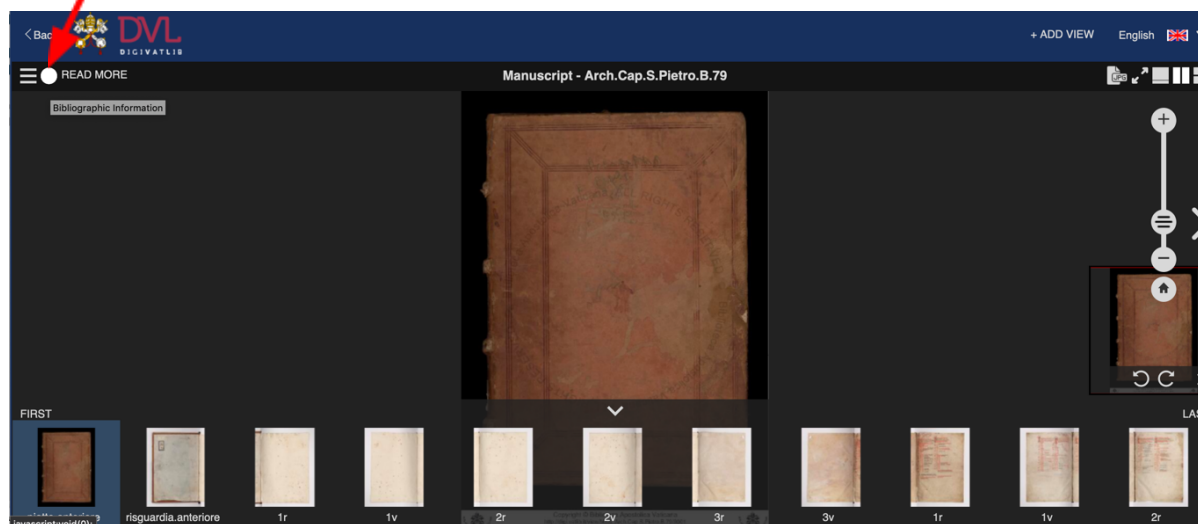 < Back
DVL
DIGIVATLIB
+ ADD VIEW
English
READ MORE
Manuscript - Arch.Cap.S.Pietro.B.79
JPG
Bibliographic Information
FIRST
risguardia.anteriore
1r
1v
2r
2v
3r
3v
1r
1v
2r